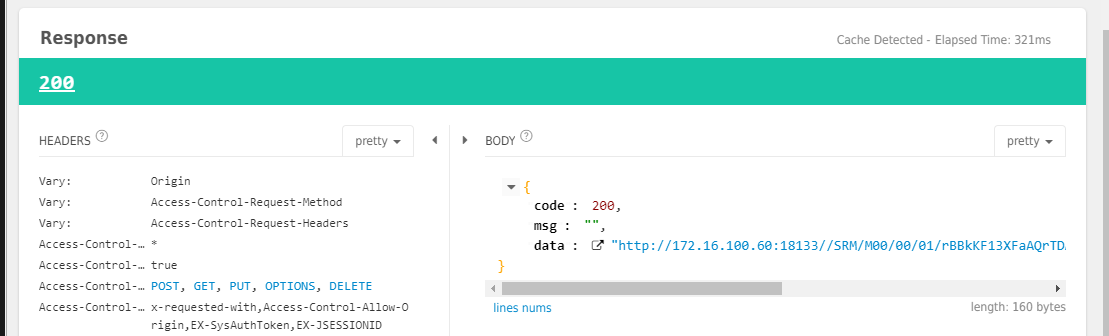 Response
Cache Detected - Elapsed Time: 321ms
200
HEADERS ? pretty
BODY ? pretty
Vary: Origin
Vary: Access-Control-Request-Method
Vary: Access-Control-Request-Headers
Access-Control-… *
Access-Control-… true
Access-Control-… POST, GET, PUT, OPTIONS, DELETE
Access-Control-… x-requested-with,Access-Control-Allow-O
rigin,EX-SysAuthToken,EX-JSESSIONID
{
code : 200,
msg : "",
data : "http://172.16.100.60:18133//SRM/M00/00/01/rBBkKF13XFaAQrTD
}
lines nums
length: 160 bytes